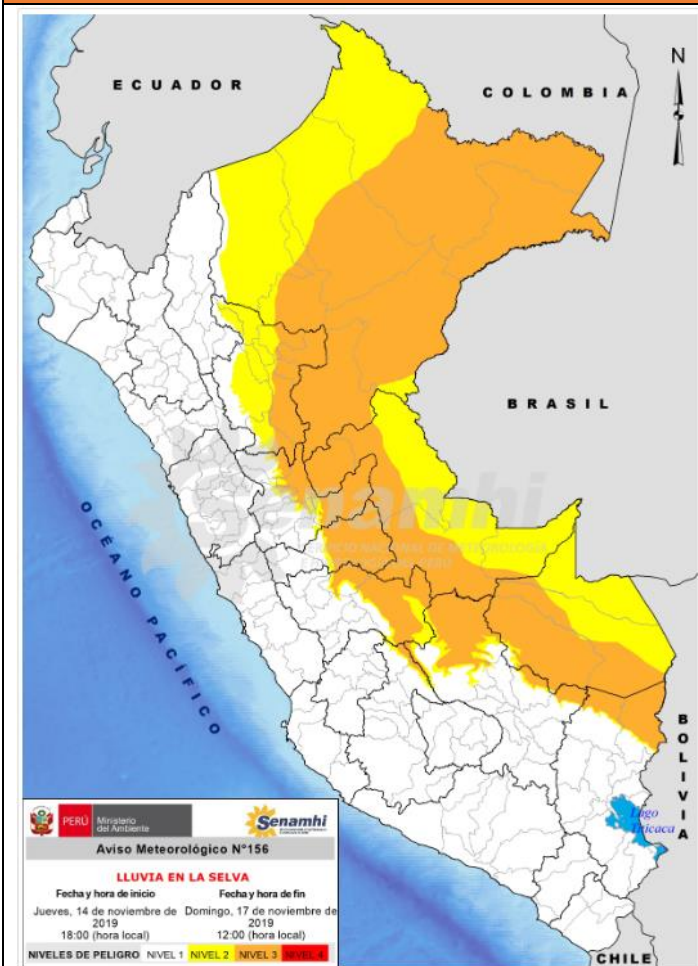 ECUADOR
COLOMBIA
N
BRASIL
OCÉANO PACÍFICO
Senamhi
BOLIVIA
Lago
Titicaca
PERÚ Ministerio
del Ambiente
Senamhi
Aviso Meteorológico N°156
LLUVIA EN LA SELVA
Fecha y hora de inicio
Jueves, 14 de noviembre de
2019
18:00 (hora local)
Fecha y hora de fin
Domingo, 17 de noviembre de
2019
12:00 (hora local)
NIVELES DE PELIGRO NIVEL 1 NIVEL 2 NIVEL 3 NIVEL 4
CHILE